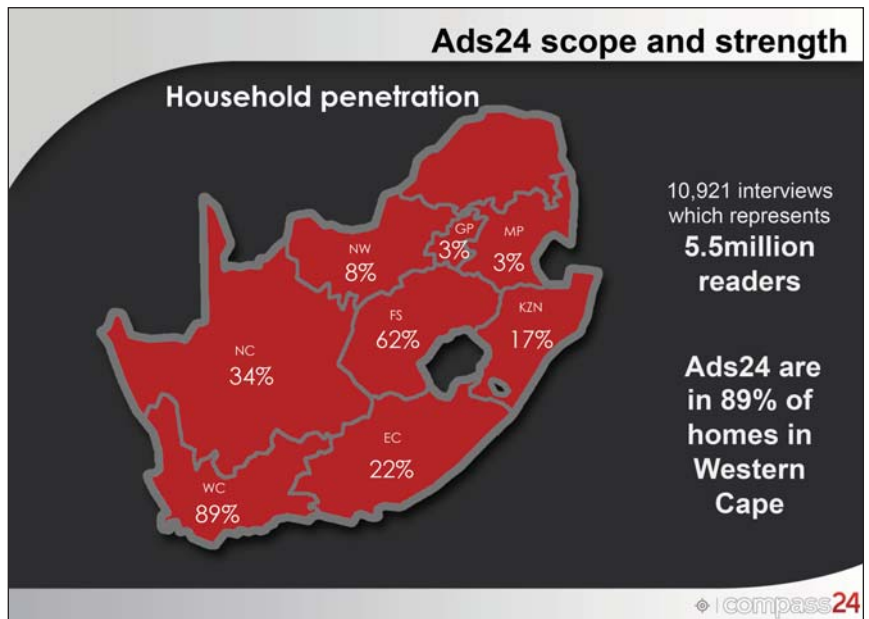 Ads24 scope and strength
Household penetration
10,921 interviews
which represents
5.5million
readers
GP
3%
MP
3%
NW
8%
FS
62%
KZN
17%
NC
34%
EC
22%
WC
89%
Ads24 are
in 89% of
homes in
Western
Cape
compass24